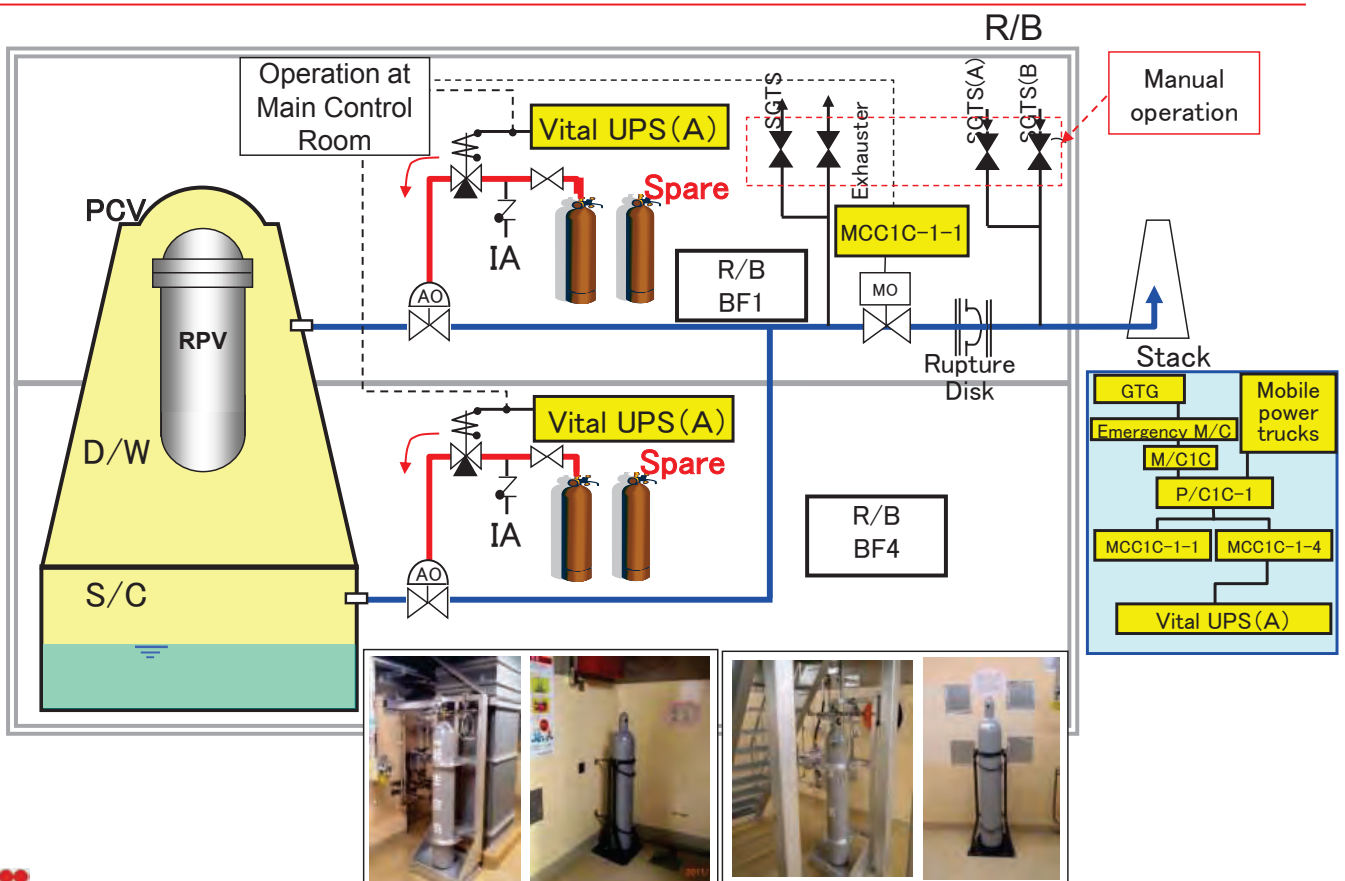 R/B
Operation at
Main Control
Room
Vital UPS(A)
SGTS
Exhauster
SGTS(A)
SGTS(B
Manual
operation
PCV
Spare
MCC1C-1-1
IA
R/B
BF1
AO
MO
RPV
Rupture
Disk
Stack
D/W
Vital UPS(A)
Spare
IA
R/B
BF4
AO
S/C
GTG
Mobile
power
trucks
Emergency M/C
M/C1C
P/C1C-1
MCC1C-1-1
MCC1C-1-4
Vital UPS(A)